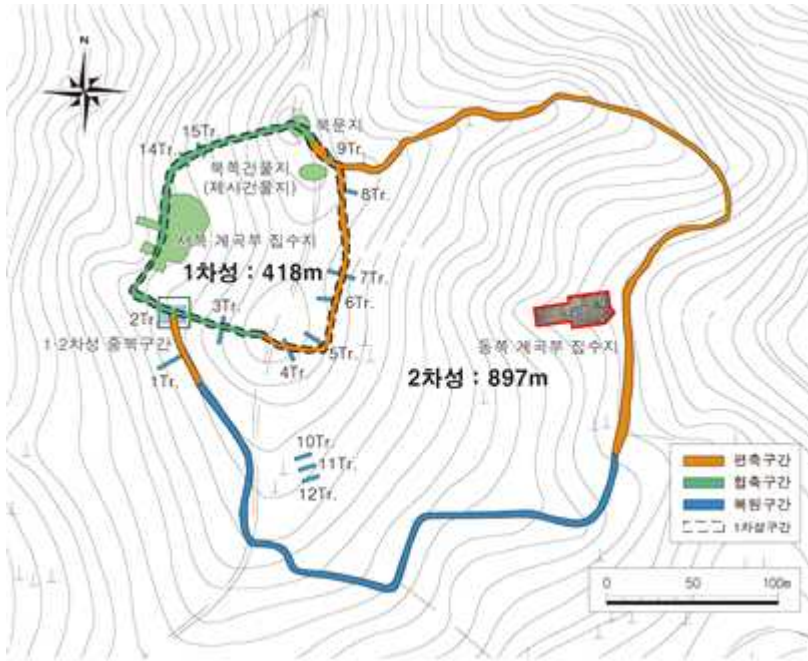 N
북문지
15Tr.
9Tr.
14Tr.
북쪽건물지
(제사건물지)
8Tr.
서쪽 계곡부 집수지
1차성 : 418m
7Tr.
6Tr.
3Tr.
2Tr.
5Tr.
동쪽 계곡부 집수지
1·2차성 중복구간
4Tr.
1Tr.
2차성 : 897m
10Tr.
11Tr.
12Tr.
편축구간
협축구간
복원구간
1차성구간
0 50 100m